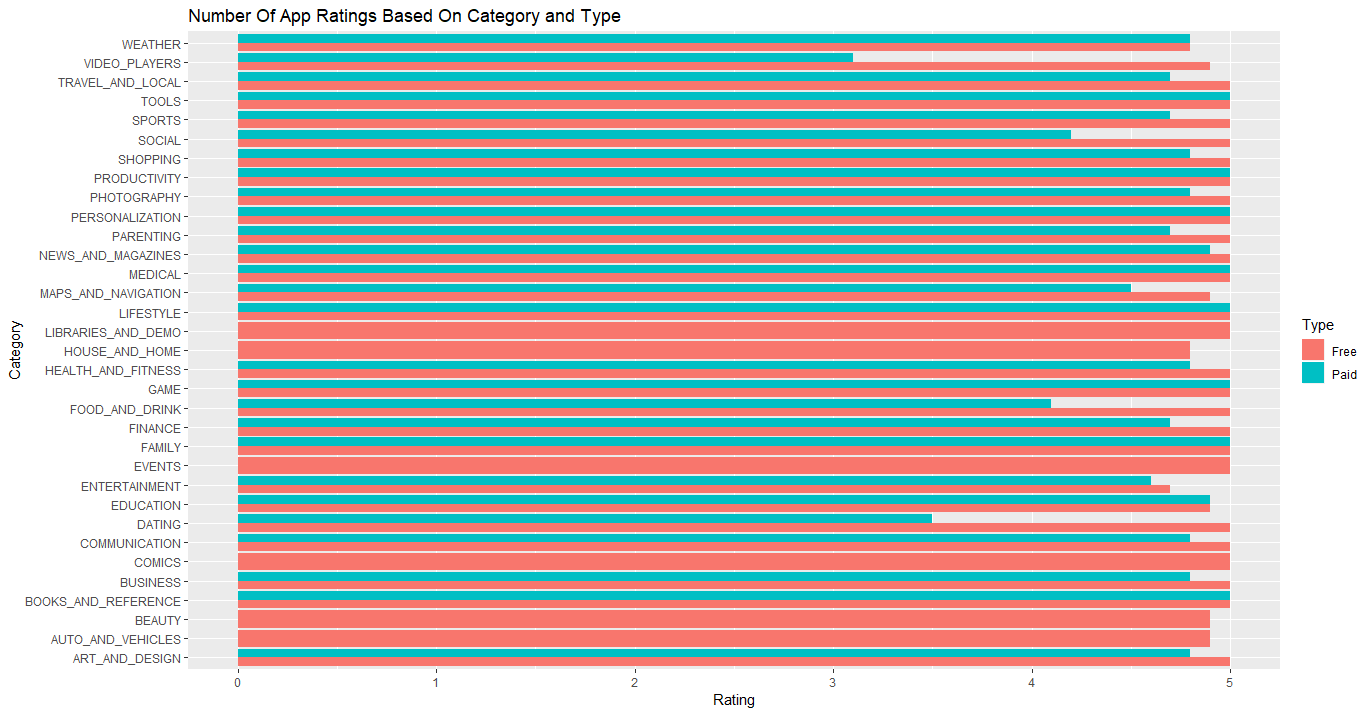 Number Of App Ratings Based On Category and Type
WEATHER
VIDEO_PLAYERS
TRAVEL_AND_LOCAL
TOOLS
SPORTS
SOCIAL
SHOPPING
PRODUCTIVITY
PHOTOGRAPHY
PERSONALIZATION
PARENTING
NEWS_AND_MAGAZINES
MEDICAL
MAPS_AND_NAVIGATION
LIFESTYLE
LIBRARIES_AND_DEMO
HOUSE_AND_HOME
HEALTH_AND_FITNESS
GAME
FOOD_AND_DRINK
FINANCE
FAMILY
EVENTS
ENTERTAINMENT
EDUCATION
DATING
COMMUNICATION
COMICS
BUSINESS
BOOKS_AND_REFERENCE
BEAUTY
AUTO_AND_VEHICLES
ART_AND_DESIGN
Category
0 1 2 3 4 5
Rating
Type
Free
Paid